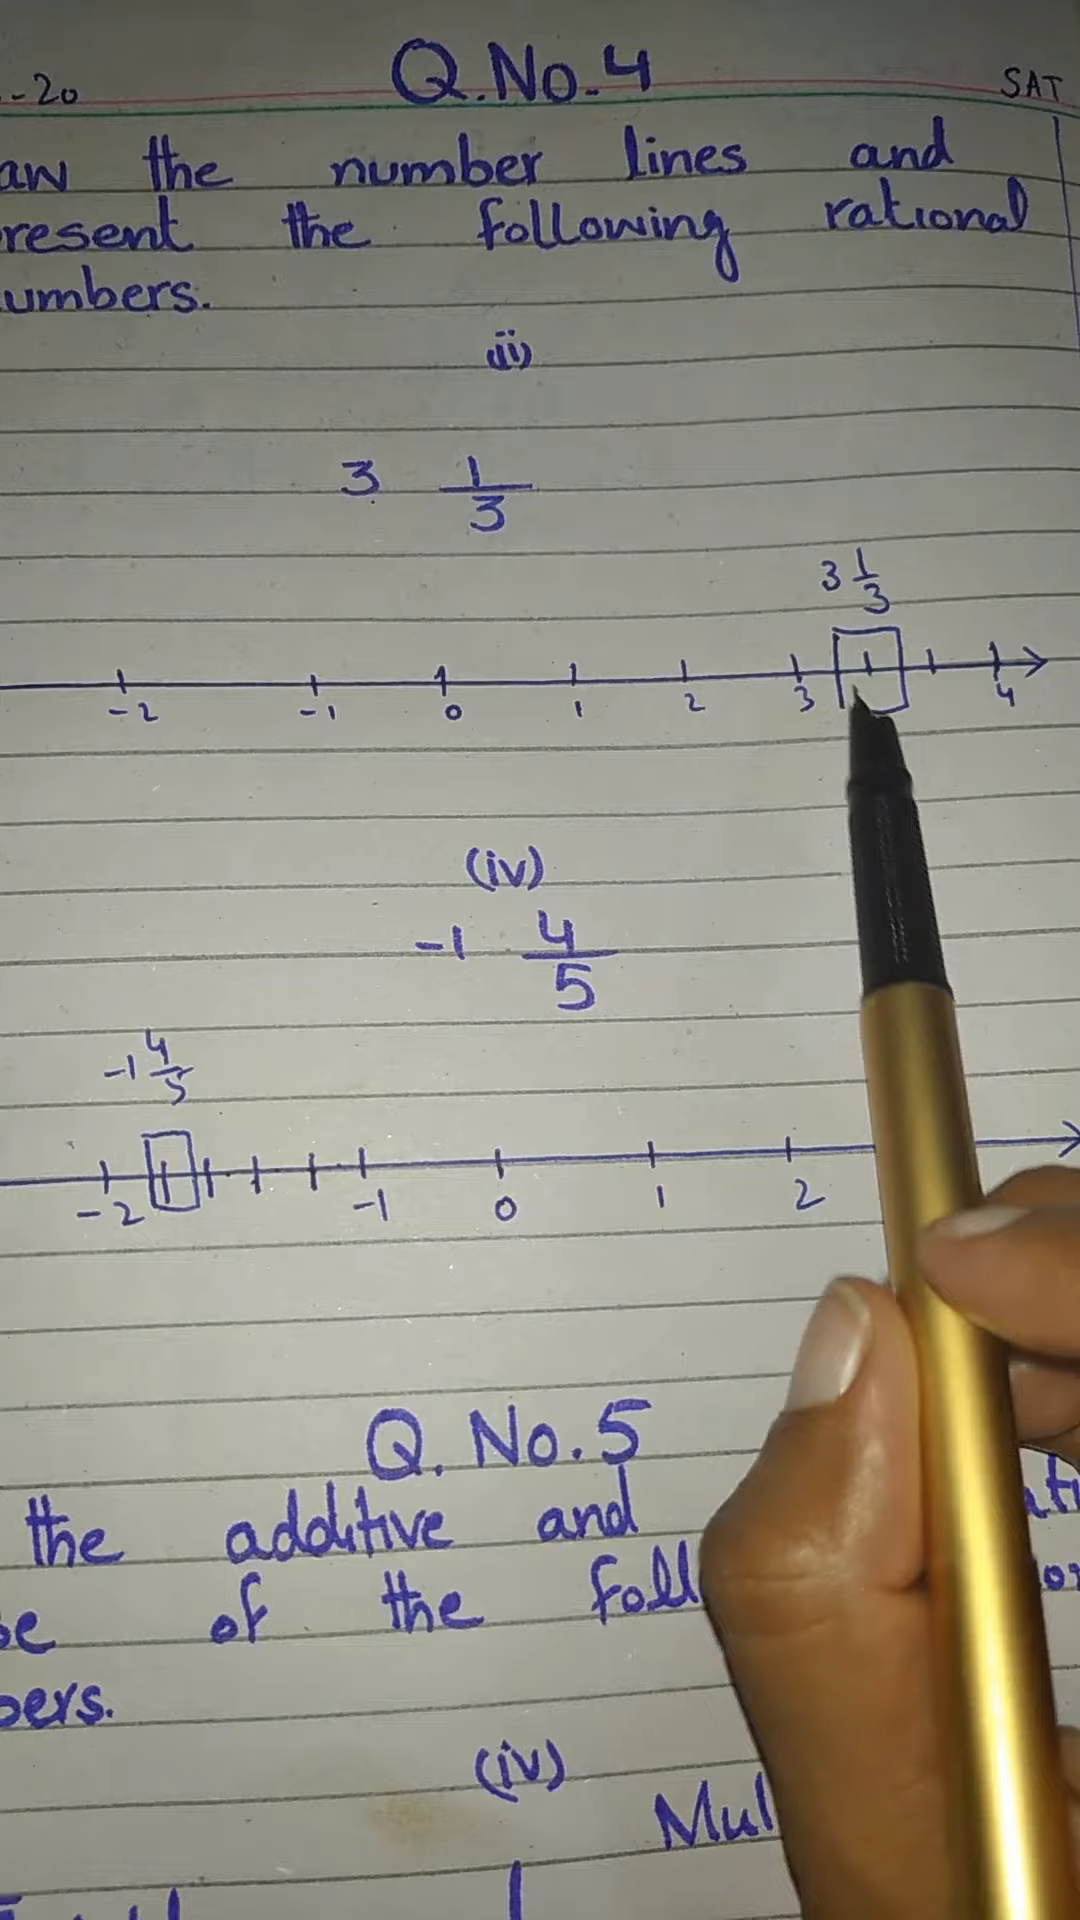 -20 Q.No.4 SAT
aw the number lines and
resent the following rational
umbers.
(ii)
3 1/3
3 1/3
-2 -1 0 1 2 3 4
(iv)
-1 4/5
-1 4/5
-2 -1 0 1 2
Q. No. 5
the additive and
of the foll
bers.
(iv)
Mul